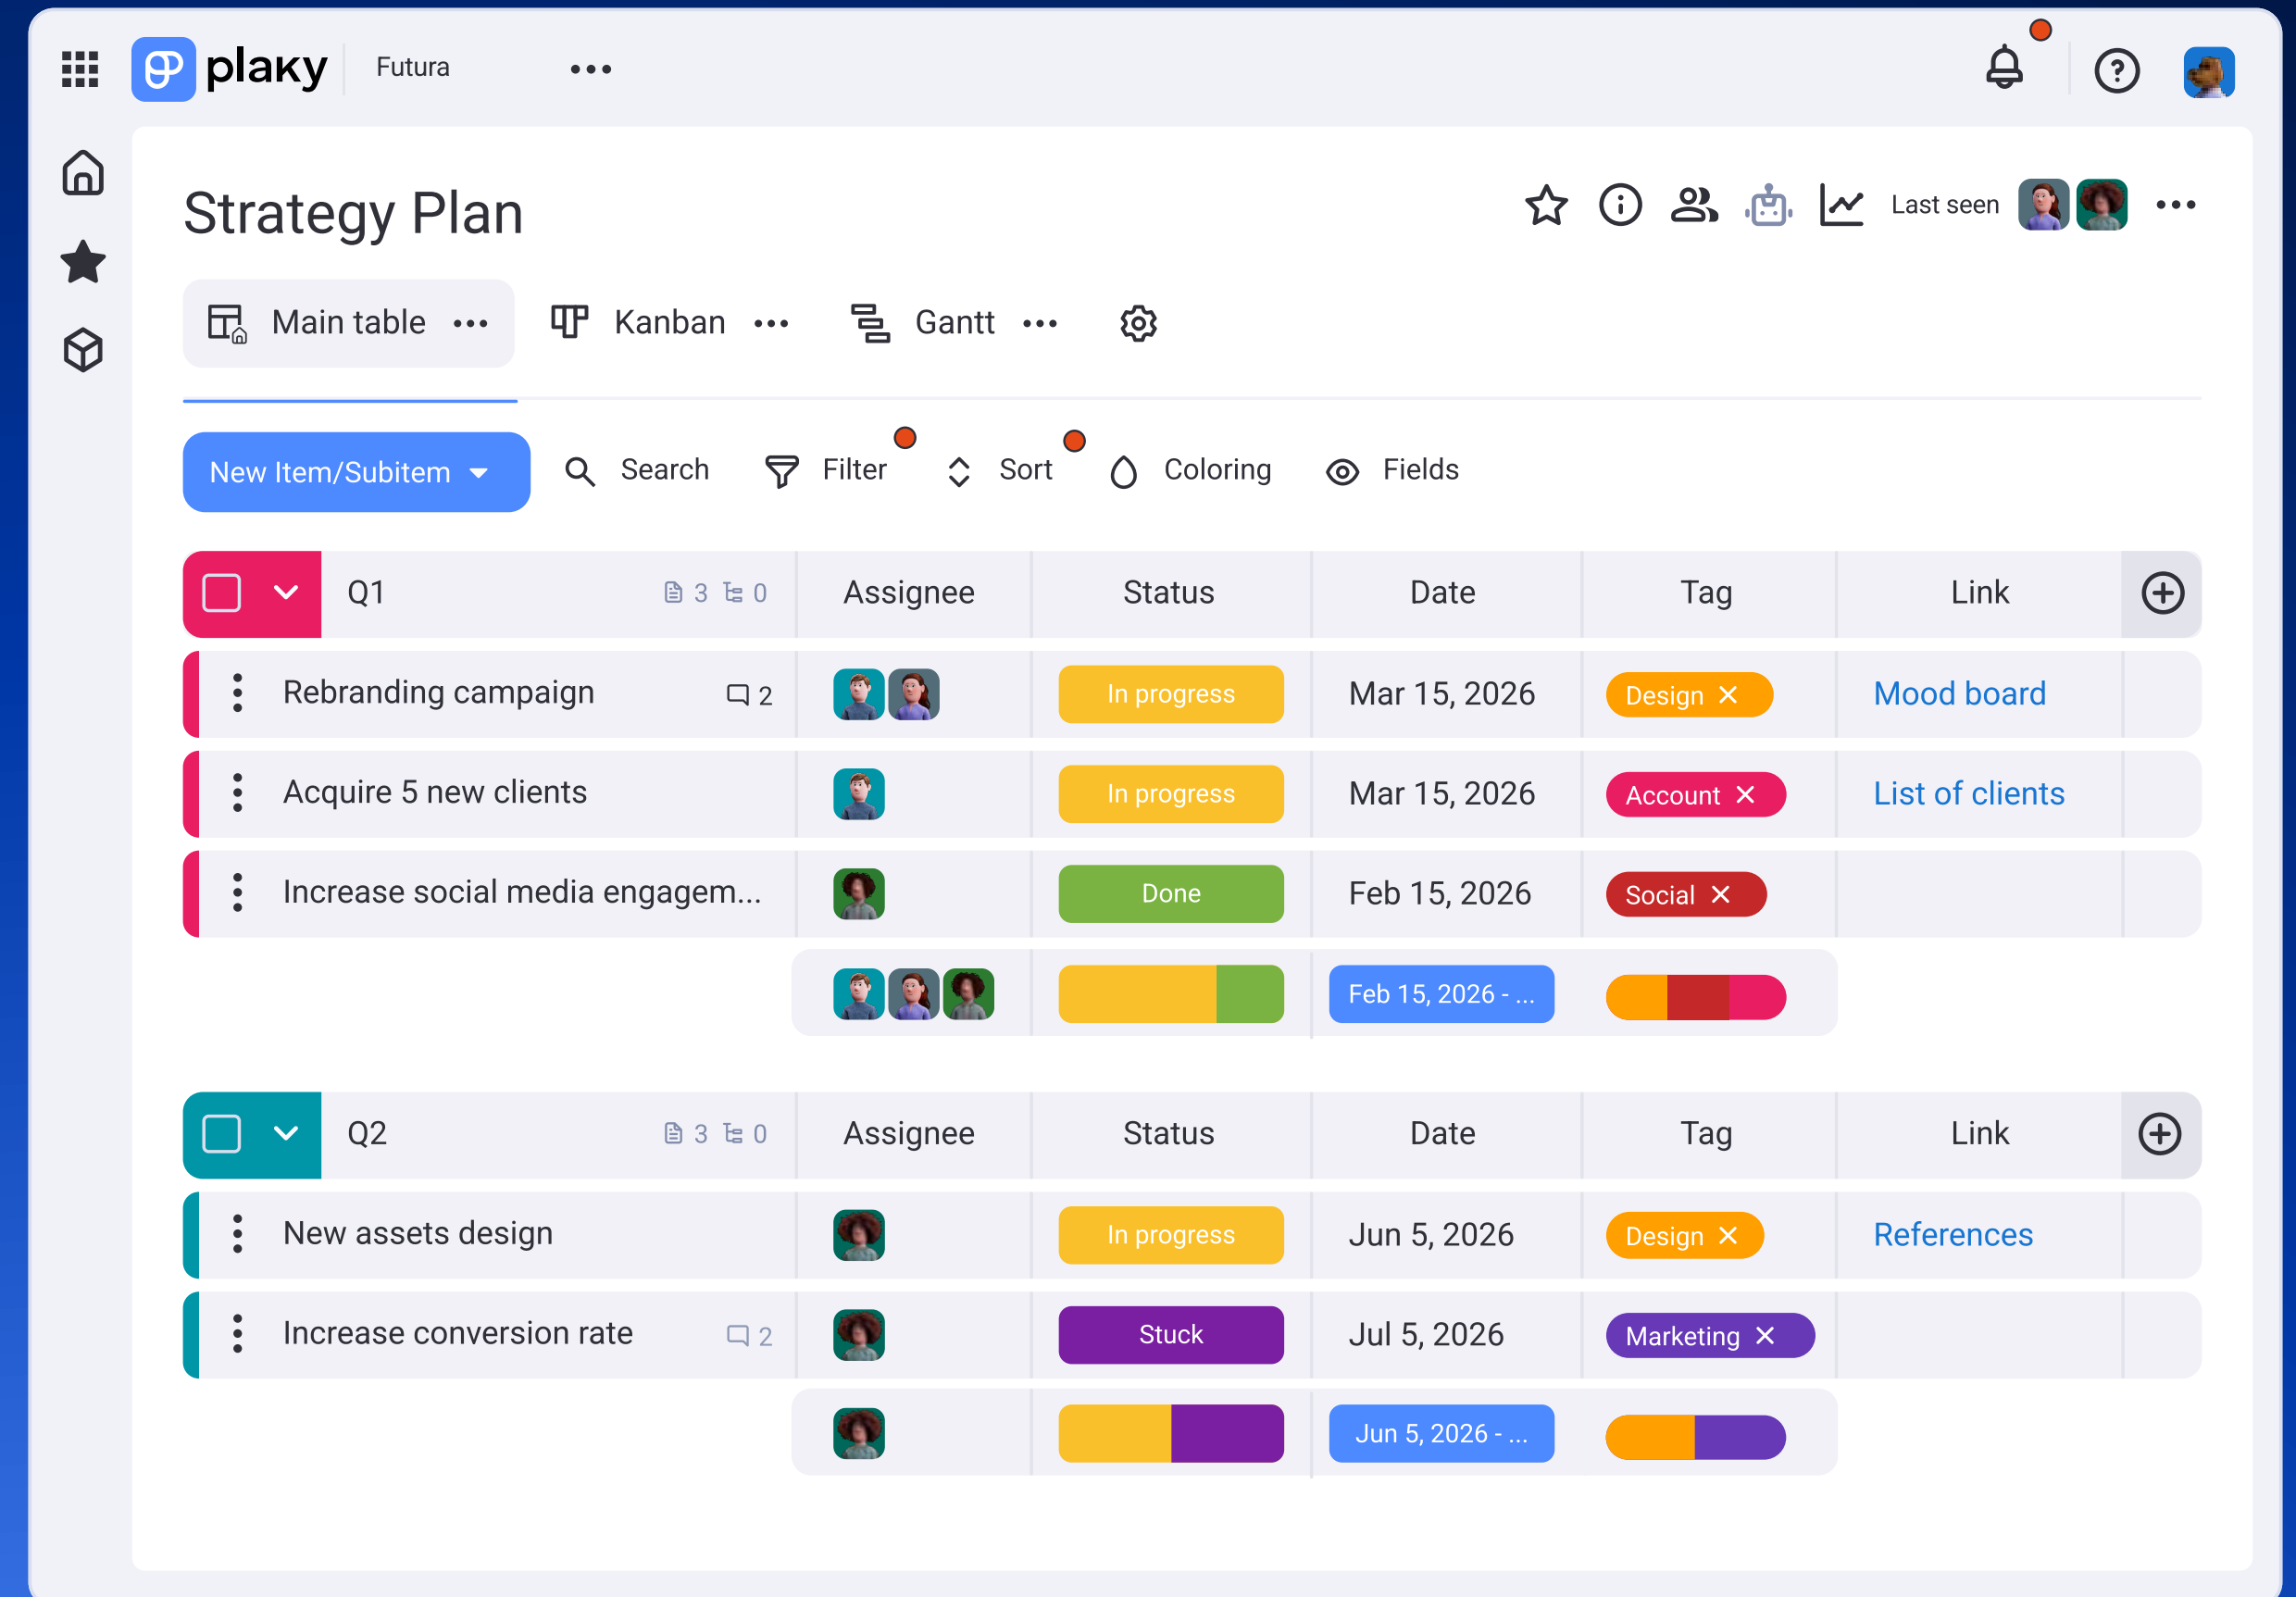 plaky Futura
Strategy Plan
Last seen
Main table Kanban Gantt
New Item/Subitem Search Filter Sort Coloring Fields
Q1 3 0 Assignee Status Date Tag Link
Rebranding campaign 2 In progress Mar 15, 2026 Design Mood board
Acquire 5 new clients In progress Mar 15, 2026 Account List of clients
Increase social media engagem... Done Feb 15, 2026 Social
Feb 15, 2026 - ...
Q2 3 0 Assignee Status Date Tag Link
New assets design In progress Jun 5, 2026 Design References
Increase conversion rate 2 Stuck Jul 5, 2026 Marketing
Jun 5, 2026 - ...